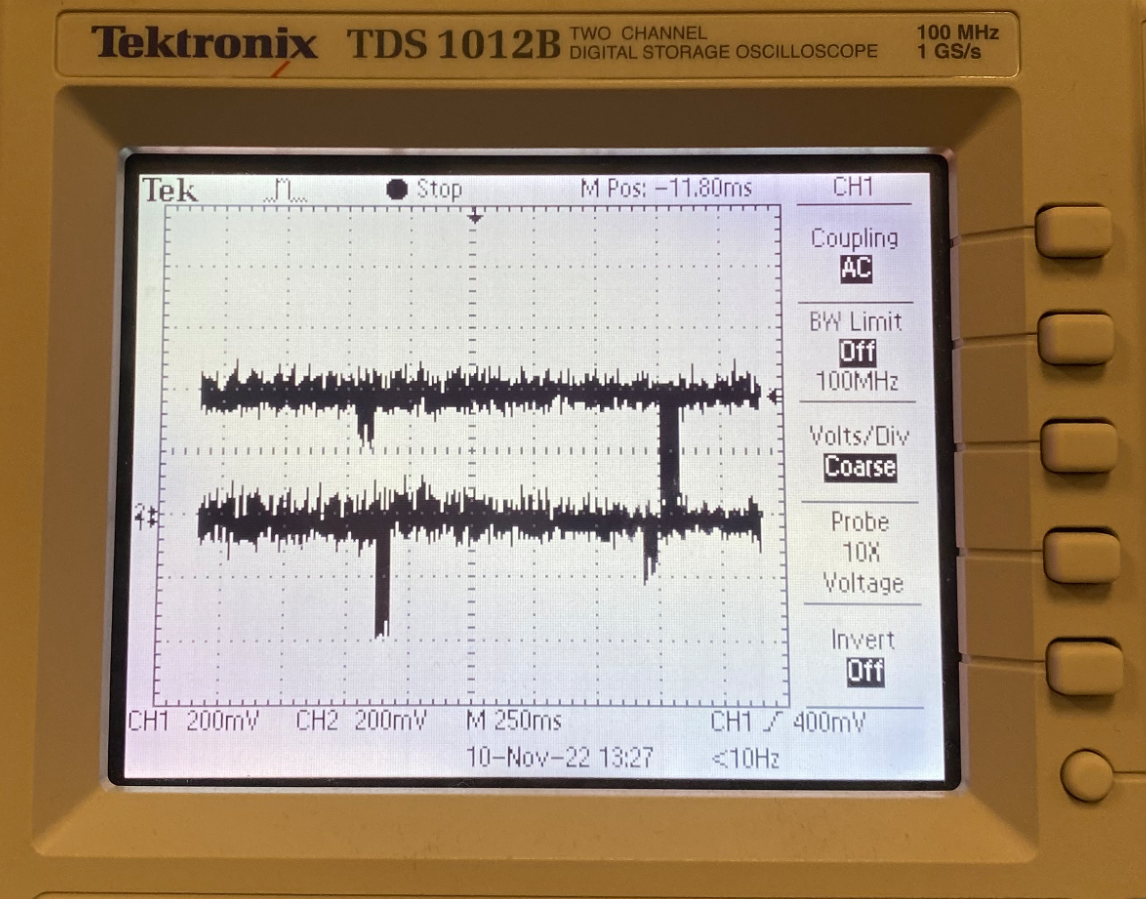 Tektronix TDS 1012B TWO CHANNEL DIGITAL STORAGE OSCILLOSCOPE 100 MHz 1 GS/s
Tek Stop M Pos: -11.80ms CH1
Coupling
AC
BW Limit
Off
100MHz
Volts/Div
Coarse
Probe
10X
Voltage
Invert
Off
CH1 200mV CH2 200mV M 250ms CH1 400mV
10-Nov-22 13:27 <10Hz